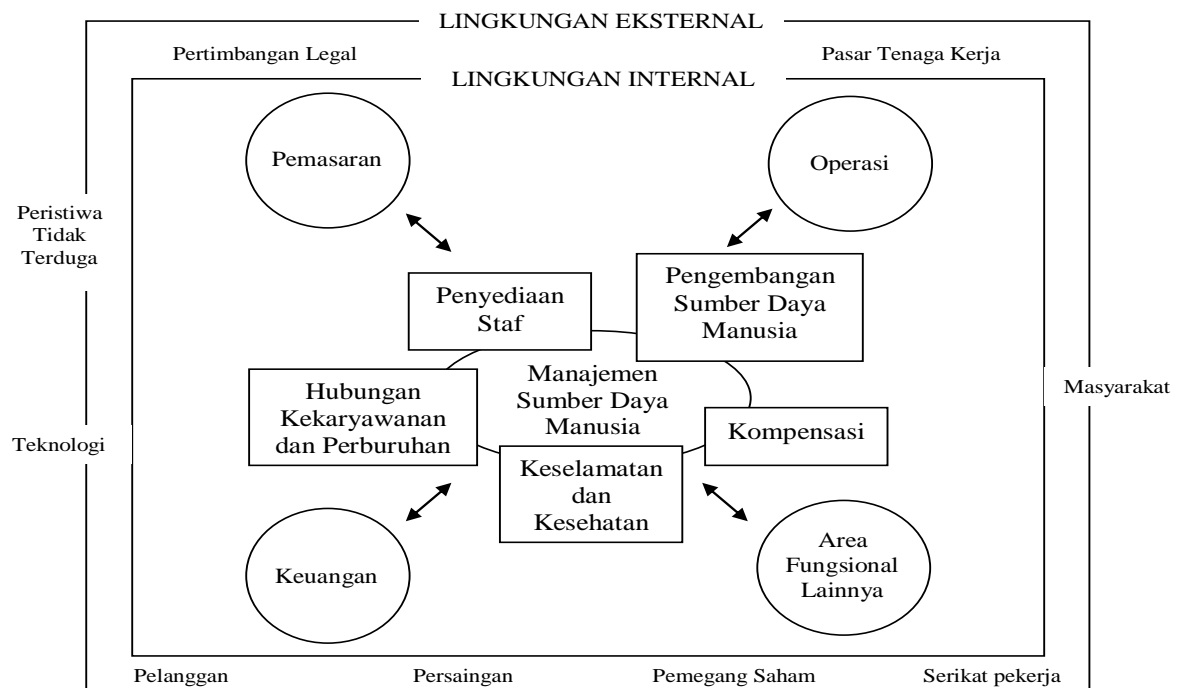 LINGKUNGAN EKSTERNAL
Pertimbangan Legal
Pasar Tenaga Kerja
LINGKUNGAN INTERNAL
Pemasaran
Operasi
Peristiwa
Tidak
Terduga
Penyediaan
Staf
Pengembangan
Sumber Daya
Manusia
Hubungan
Kekaryawanan
dan Perburuhan
Manajemen
Sumber Daya
Manusia
Masyarakat
Kompensasi
Teknologi
Keselamatan
dan
Kesehatan
Keuangan
Area
Fungsional
Lainnya
Pelanggan
Persaingan
Pemegang Saham
Serikat pekerja